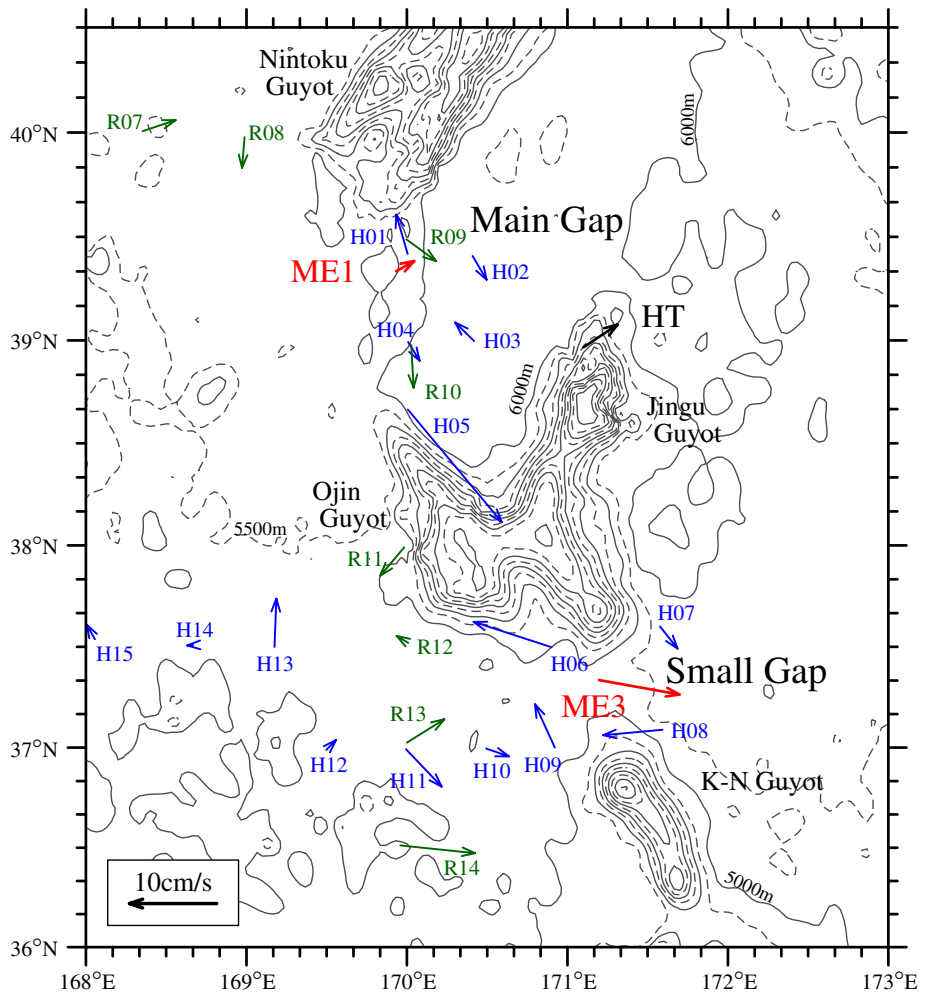 Nintoku
Guyot
6000m
R07
R08
40°N
Main Gap
H01
R09
ME1
H02
HT
H04
H03
39°N
6000m
R10
Jingu
Guyot
H05
Ojin
Guyot
5500m
38°N
R11
H07
H14
H15
H13
R12
H06
Small Gap
ME3
R13
H08
37°N
H12
H11
H10
H09
K-N Guyot
R14
10cm/s
5000m
36°N
168°E
169°E
170°E
171°E
172°E
173°E